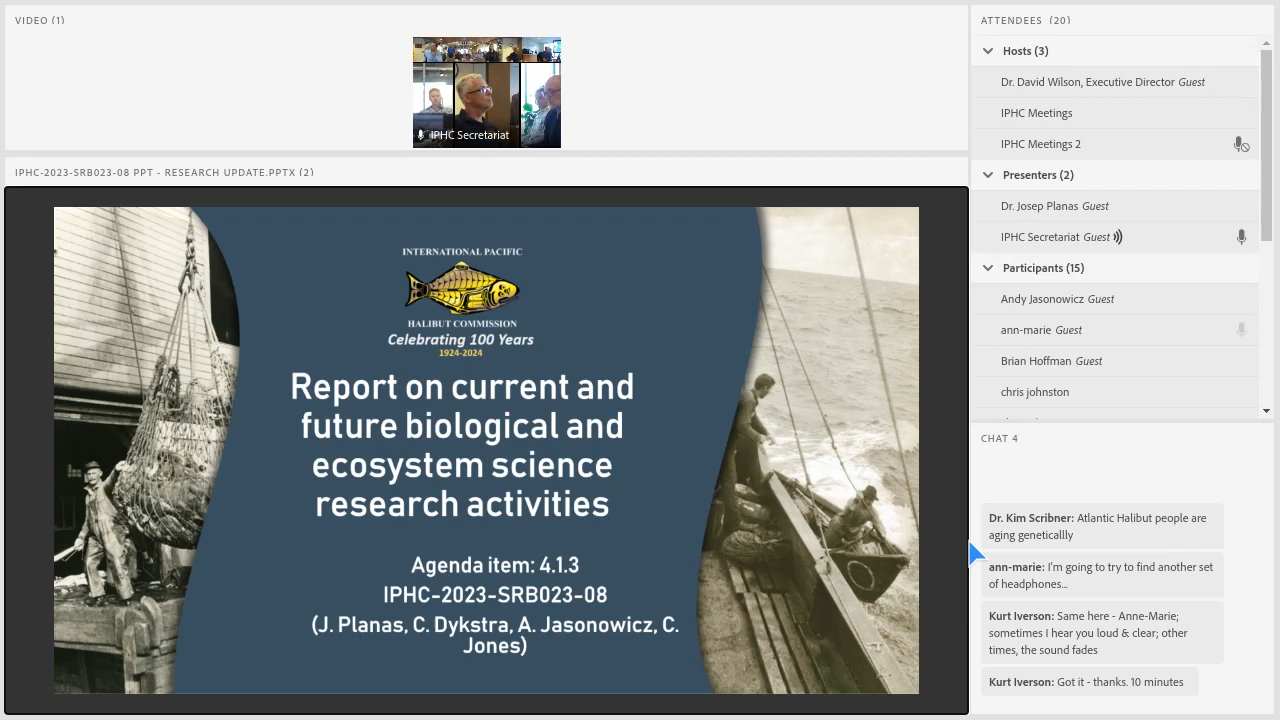 VIDEO (1)
IPHC Secretariat
IPHC-2023-SRB023-08 PPT - RESEARCH UPDATE.PPTX (2)
INTERNATIONAL PACIFIC
HALIBUT COMMISSION
Celebrating 100 Years
1924-2024
Report on current and
future biological and
ecosystem science
research activities
Agenda item: 4.1.3
IPHC-2023-SRB023-08
(J. Planas, C. Dykstra, A. Jasonowicz, C.
Jones)
ATTENDEES (20)
Hosts (3)
Dr. David Wilson, Executive Director Guest
IPHC Meetings
IPHC Meetings 2
Presenters (2)
Dr. Josep Planas Guest
IPHC Secretariat Guest
Participants (15)
Andy Jasonowicz Guest
ann-marie Guest
Brian Hoffman Guest
chris johnston
CHAT 4
Dr. Kim Scribner: Atlantic Halibut people are
aging geneticallly
ann-marie: I'm going to try to find another set
of headphones...
Kurt Iverson: Same here - Anne-Marie;
sometimes I hear you loud & clear; other
times, the sound fades
Kurt Iverson: Got it - thanks. 10 minutes